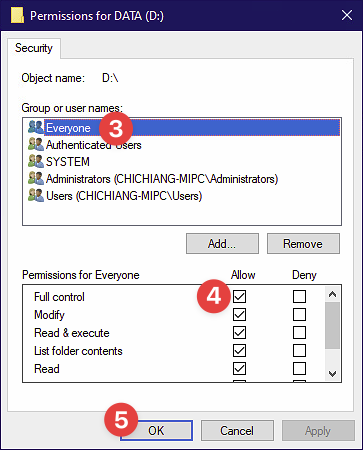 Permissions for DATA (D:)
Security
Object name: D:\
Group or user names:
Everyone 3
Authenticated Users
SYSTEM
Administrators (CHICHIANG-MIPC\Administrators)
Users (CHICHIANG-MIPC\Users)
Add... Remove
Permissions for Everyone Allow Deny
Full control 4
Modify
Read & execute
List folder contents
Read
5 OK Cancel Apply